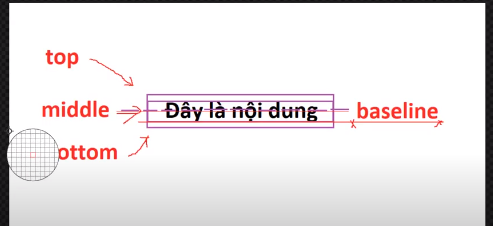 top
middle Đây là nội dung baseline
ottom